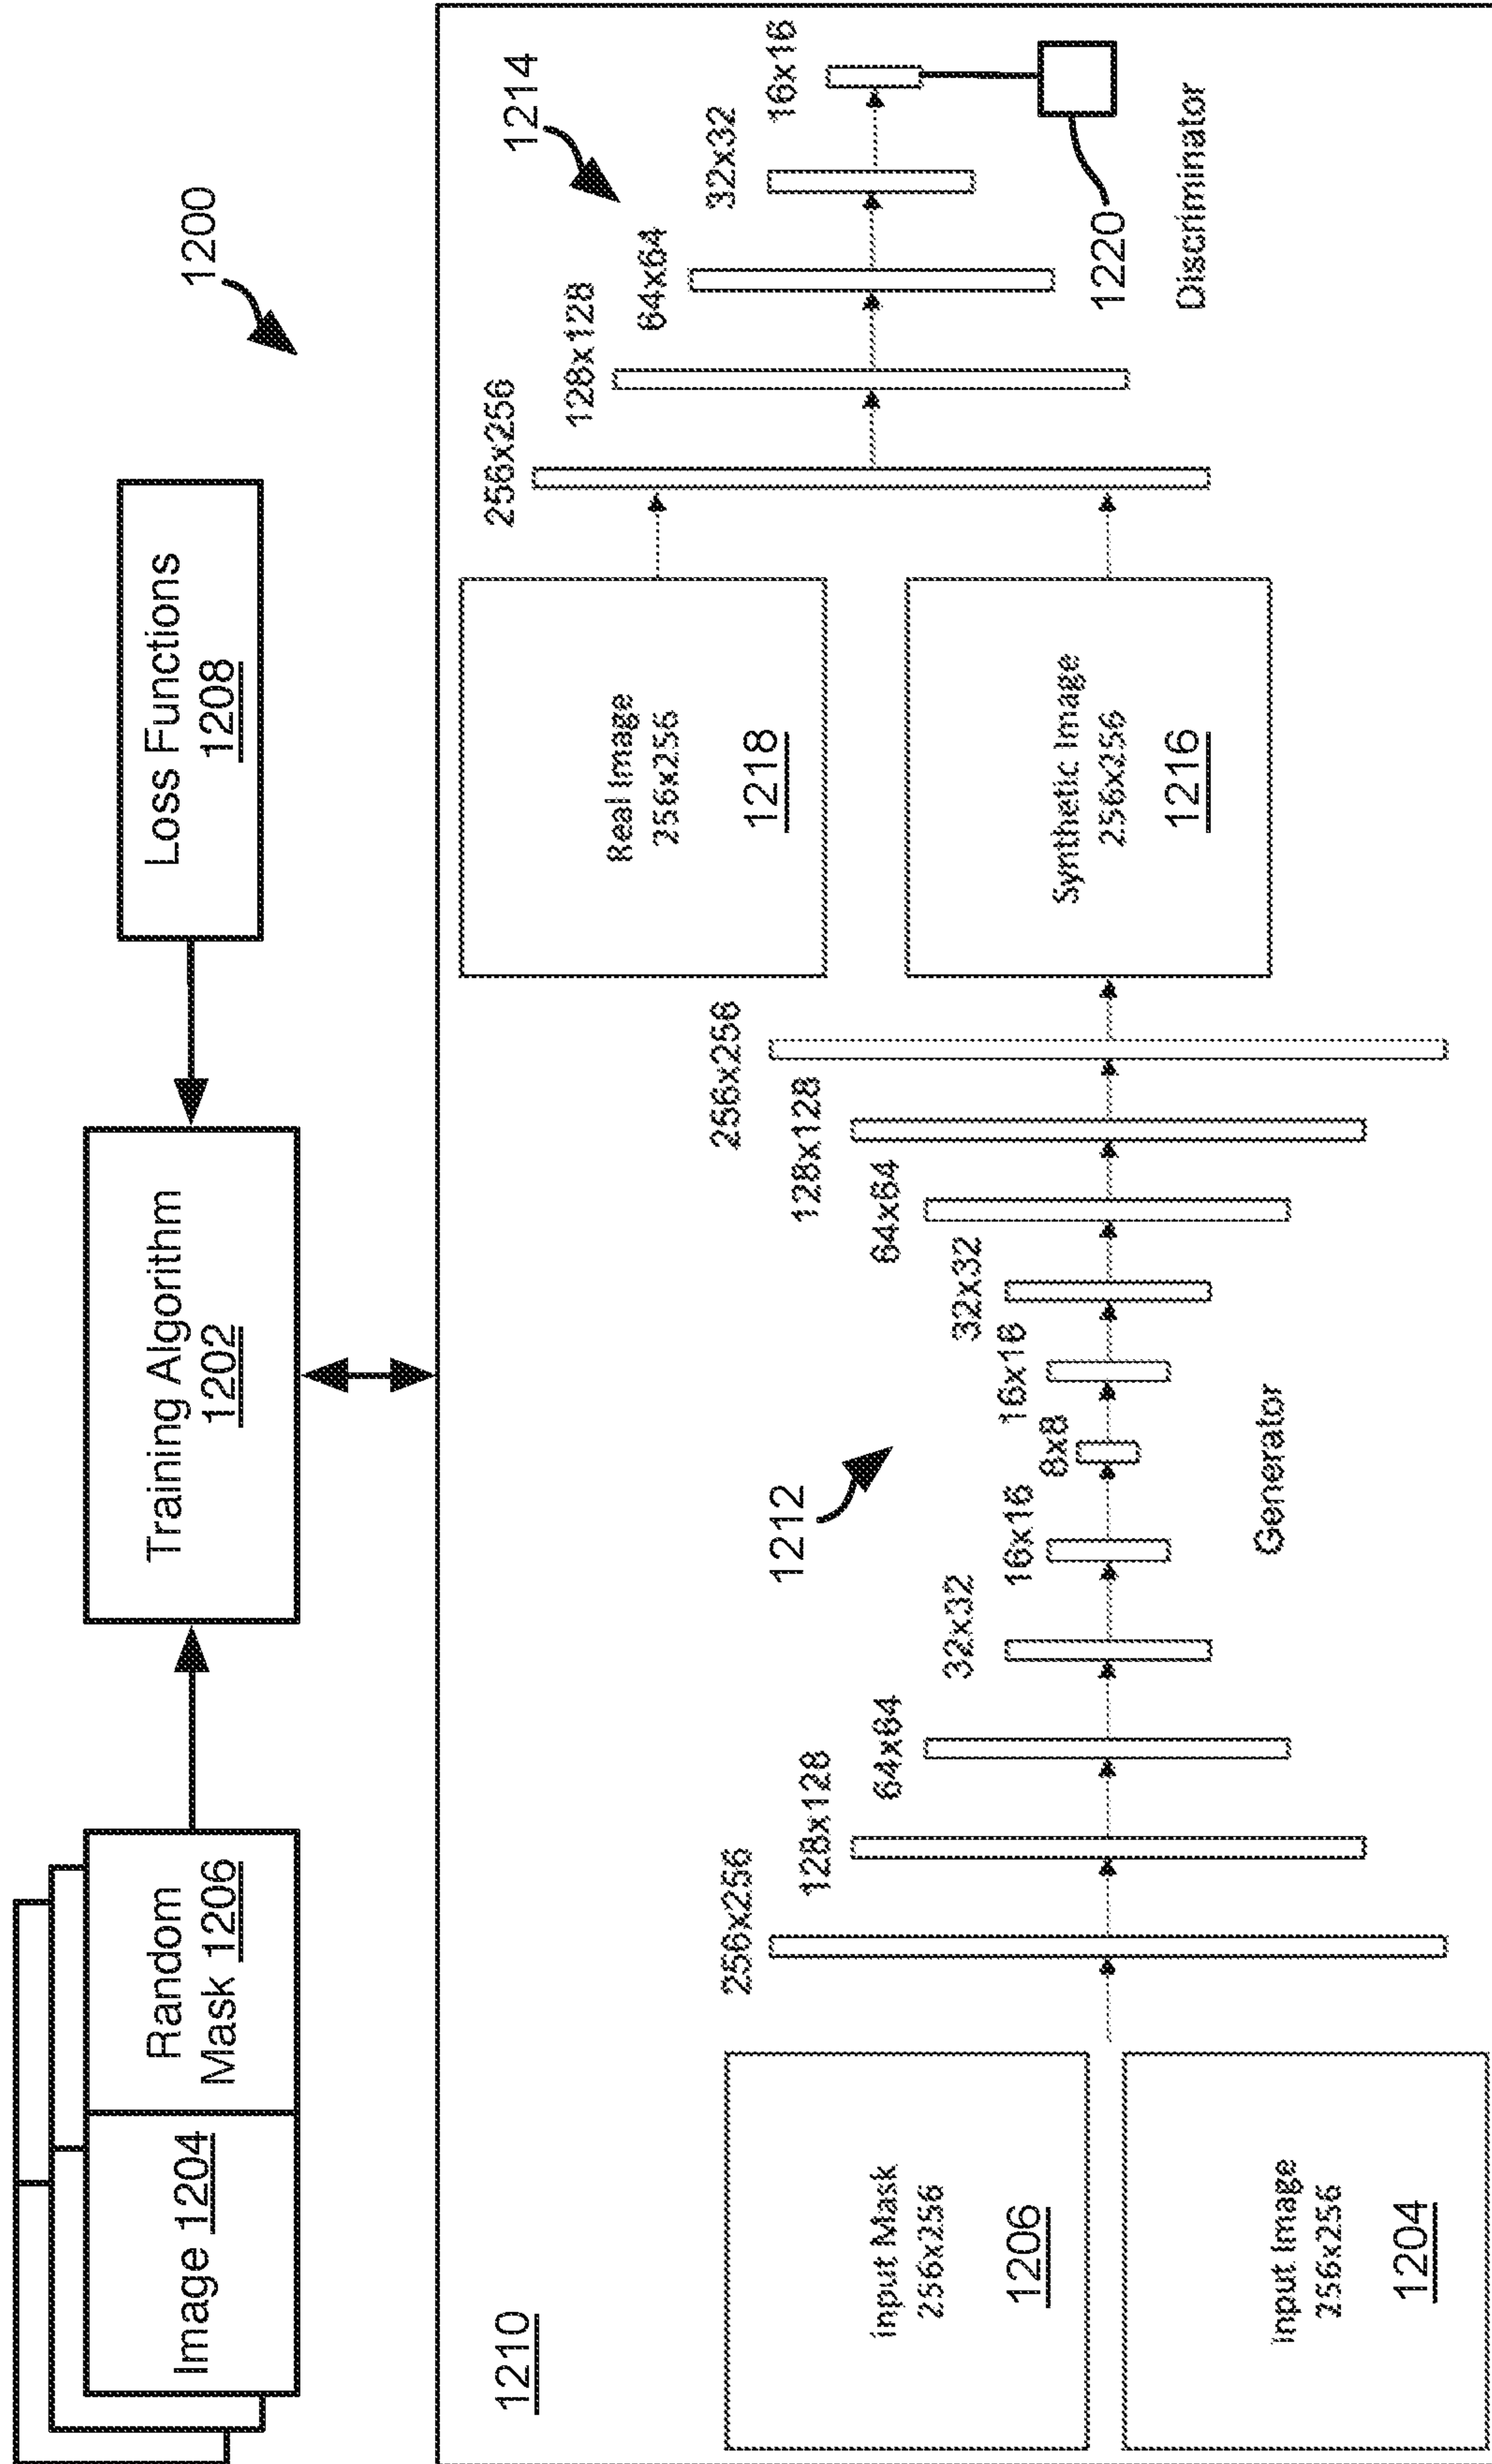 1200
Image 1204
Random
Mask 1206
Training Algorithm
1202
Loss Functions
1208
1210
Input Mask
256x256
1206
Input Image
256x256
1204
256x256
128x128
64x64
32x32
16x16
8x8
16x16
32x32
64x64
128x128
256x256
1212
Generator
Real Image
256x256
1218
Synthetic Image
256x256
1216
256x256
128x128
64x64
32x32
16x16
1214
1220
Discriminator